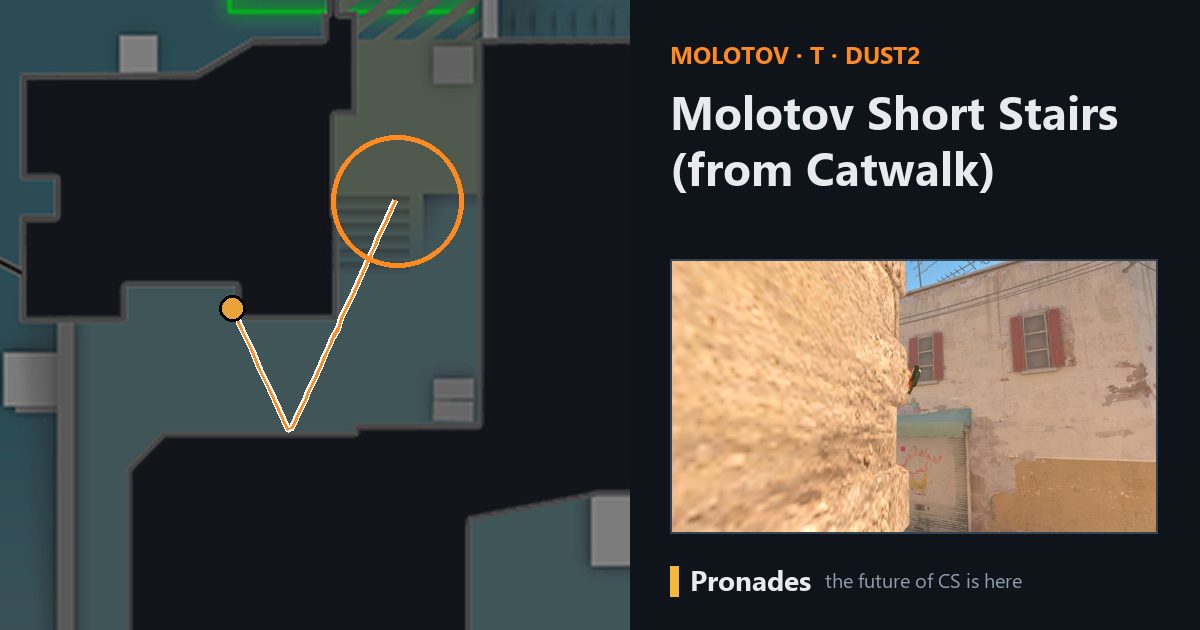 MOLOTOV · T · DUST2
Molotov Short Stairs
(from Catwalk)
Pronades the future of CS is here